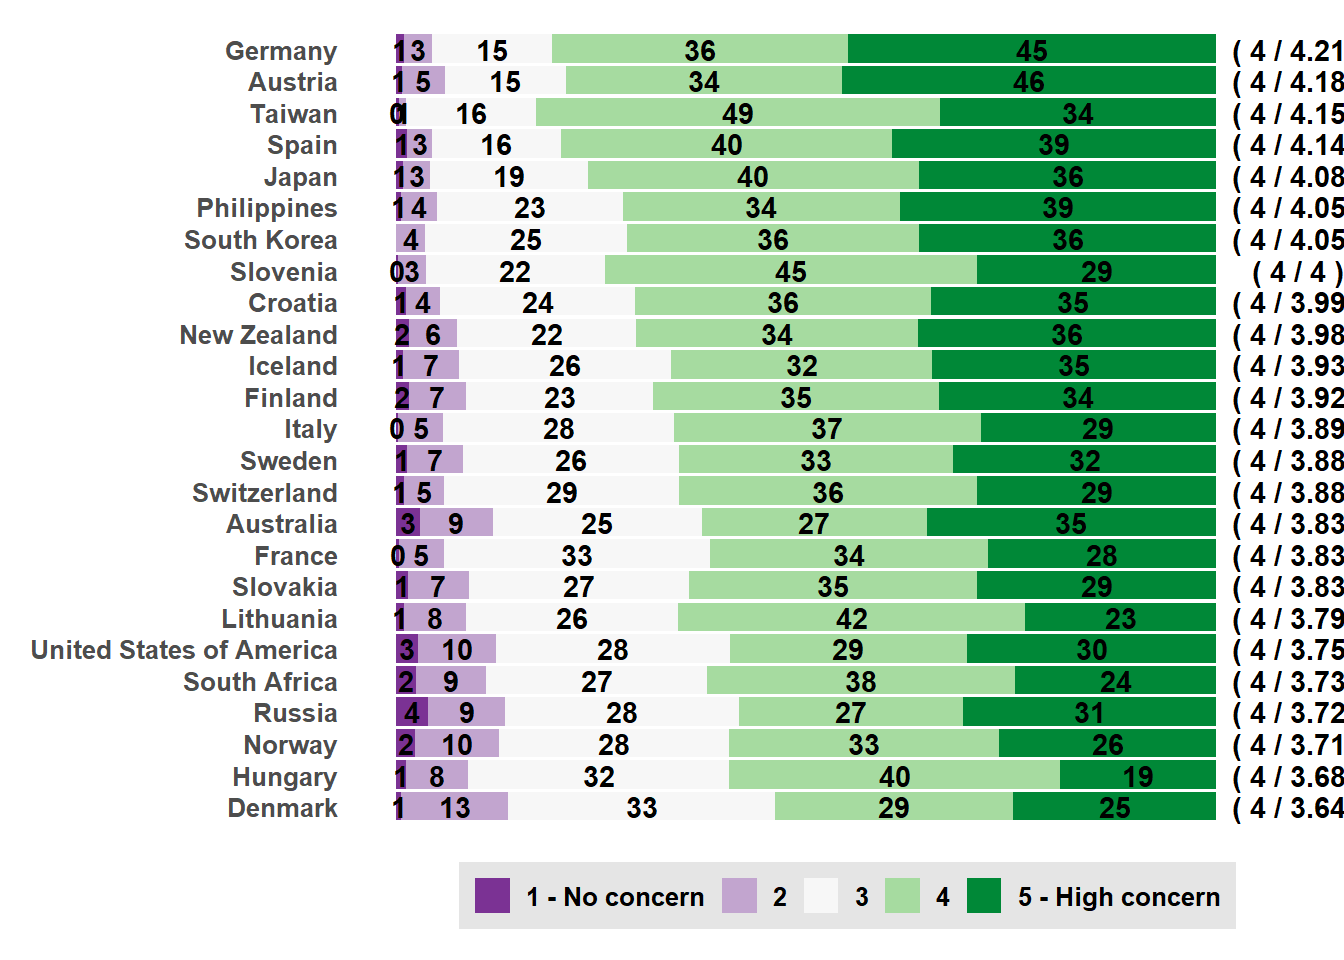 Germany 1 3 15 36 45 ( 4 / 4.21
Austria 1 5 15 34 46 ( 4 / 4.18
Taiwan 0 1 16 49 34 ( 4 / 4.15
Spain 1 3 16 40 39 ( 4 / 4.14
Japan 1 3 19 40 36 ( 4 / 4.08
Philippines 1 4 23 34 39 ( 4 / 4.05
South Korea 4 25 36 36 ( 4 / 4.05
Slovenia 0 3 22 45 29 ( 4 / 4 )
Croatia 1 4 24 36 35 ( 4 / 3.99
New Zealand 2 6 22 34 36 ( 4 / 3.98
Iceland 1 7 26 32 35 ( 4 / 3.93
Finland 2 7 23 35 34 ( 4 / 3.92
Italy 0 5 28 37 29 ( 4 / 3.89
Sweden 1 7 26 33 32 ( 4 / 3.88
Switzerland 1 5 29 36 29 ( 4 / 3.88
Australia 3 9 25 27 35 ( 4 / 3.83
France 0 5 33 34 28 ( 4 / 3.83
Slovakia 1 7 27 35 29 ( 4 / 3.83
Lithuania 1 8 26 42 23 ( 4 / 3.79
United States of America 3 10 28 29 30 ( 4 / 3.75
South Africa 2 9 27 38 24 ( 4 / 3.73
Russia 4 9 28 27 31 ( 4 / 3.72
Norway 2 10 28 33 26 ( 4 / 3.71
Hungary 1 8 32 40 19 ( 4 / 3.68
Denmark 1 13 33 29 25 ( 4 / 3.64
1 - No concern 2 3 4 5 - High concern